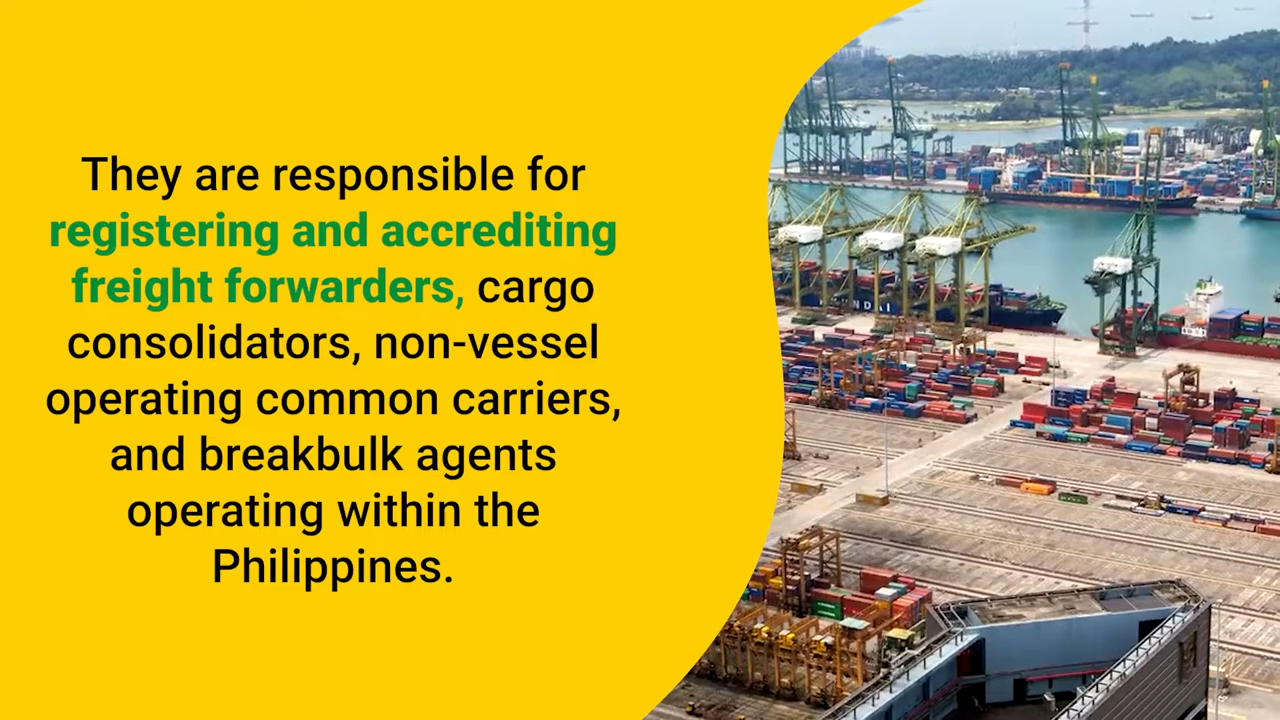 They are responsible for
registering and accrediting
freight forwarders, cargo
consolidators, non-vessel
operating common carriers,
and breakbulk agents
operating within the
Philippines.